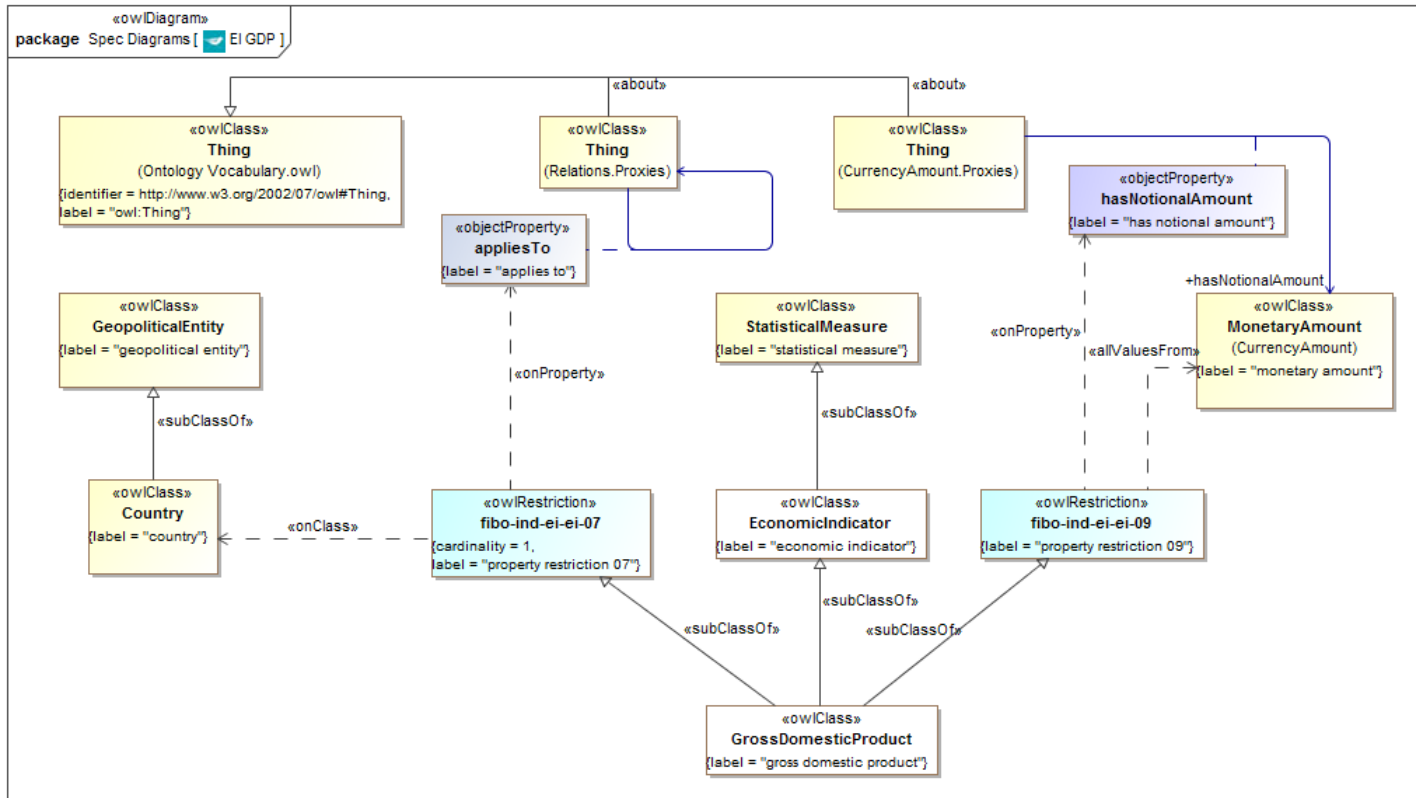 «owlDiagram»
package Spec Diagrams [ EI GDP ]
«about»
«about»
«owlClass»
Thing
(Ontology Vocabulary.owl)
{identifier = http://www.w3.org/2002/07/owl#Thing,
label = "owl:Thing"}
«owlClass»
Thing
(Relations.Proxies)
«owlClass»
Thing
(CurrencyAmount.Proxies)
«objectProperty»
hasNotionalAmount
{label = "has notional amount"}
«objectProperty»
appliesTo
{label = "applies to"}
+hasNotionalAmount
«owlClass»
GeopoliticalEntity
{label = "geopolitical entity"}
«owlClass»
StatisticalMeasure
{label = "statistical measure"}
«owlClass»
MonetaryAmount
(CurrencyAmount)
{label = "monetary amount"}
«onProperty»
«allValuesFrom»
«onProperty»
«subClassOf»
«subClassOf»
«owlClass»
Country
{label = "country"}
«onClass»
«owlRestriction»
fibo-ind-ei-ei-07
{cardinality = 1,
label = "property restriction 07"}
«owlClass»
EconomicIndicator
{label = "economic indicator"}
«owlRestriction»
fibo-ind-ei-ei-09
{label = "property restriction 09"}
«subClassOf»
«subClassOf»
«subClassOf»
«owlClass»
GrossDomesticProduct
{label = "gross domestic product"}